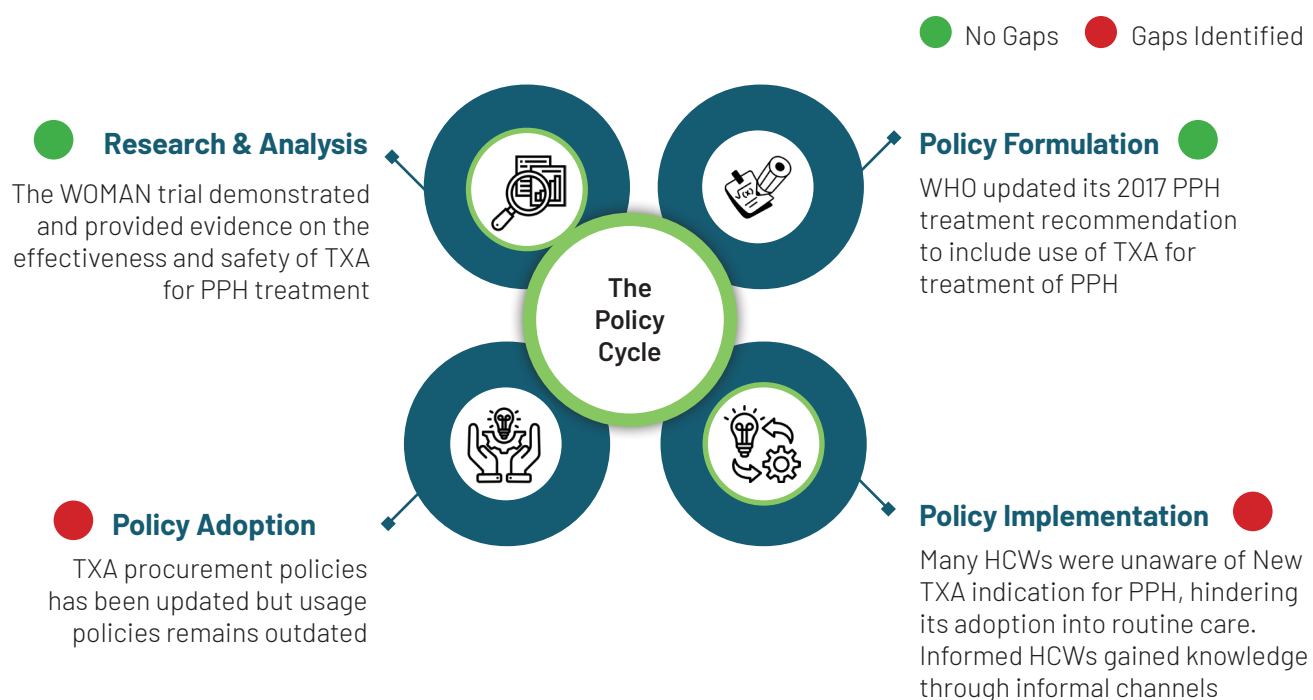 No Gaps
Gaps Identified
Research & Analysis
The WOMAN trial demonstrated
and provided evidence on the
effectiveness and safety of TXA
for PPH treatment
Policy Formulation
WHO updated its 2017 PPH
treatment recommendation
to include use of TXA for
treatment of PPH
The
Policy
Cycle
Policy Adoption
TXA procurement policies
has been updated but usage
policies remains outdated
Policy Implementation
Many HCWs were unaware of New
TXA indication for PPH, hindering
its adoption into routine care.
Informed HCWs gained knowledge
through informal channels